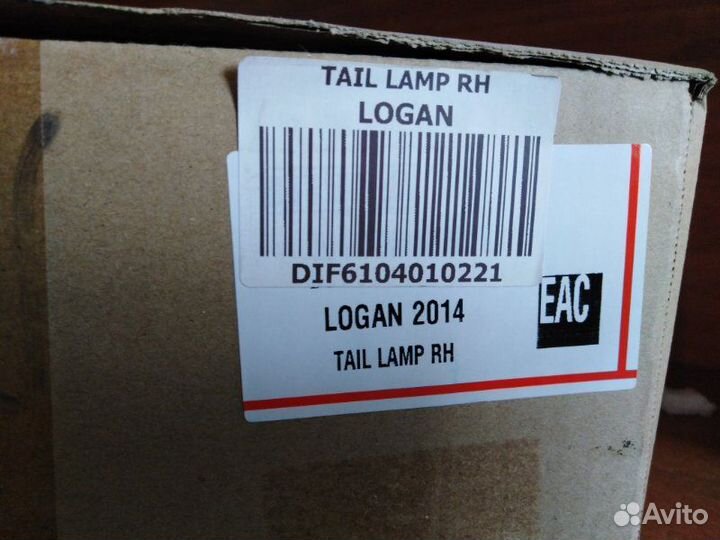 TAIL LAMP RH
LOGAN
DIF6104010221
LOGAN 2014
EAC
TAIL LAMP RH
Avito